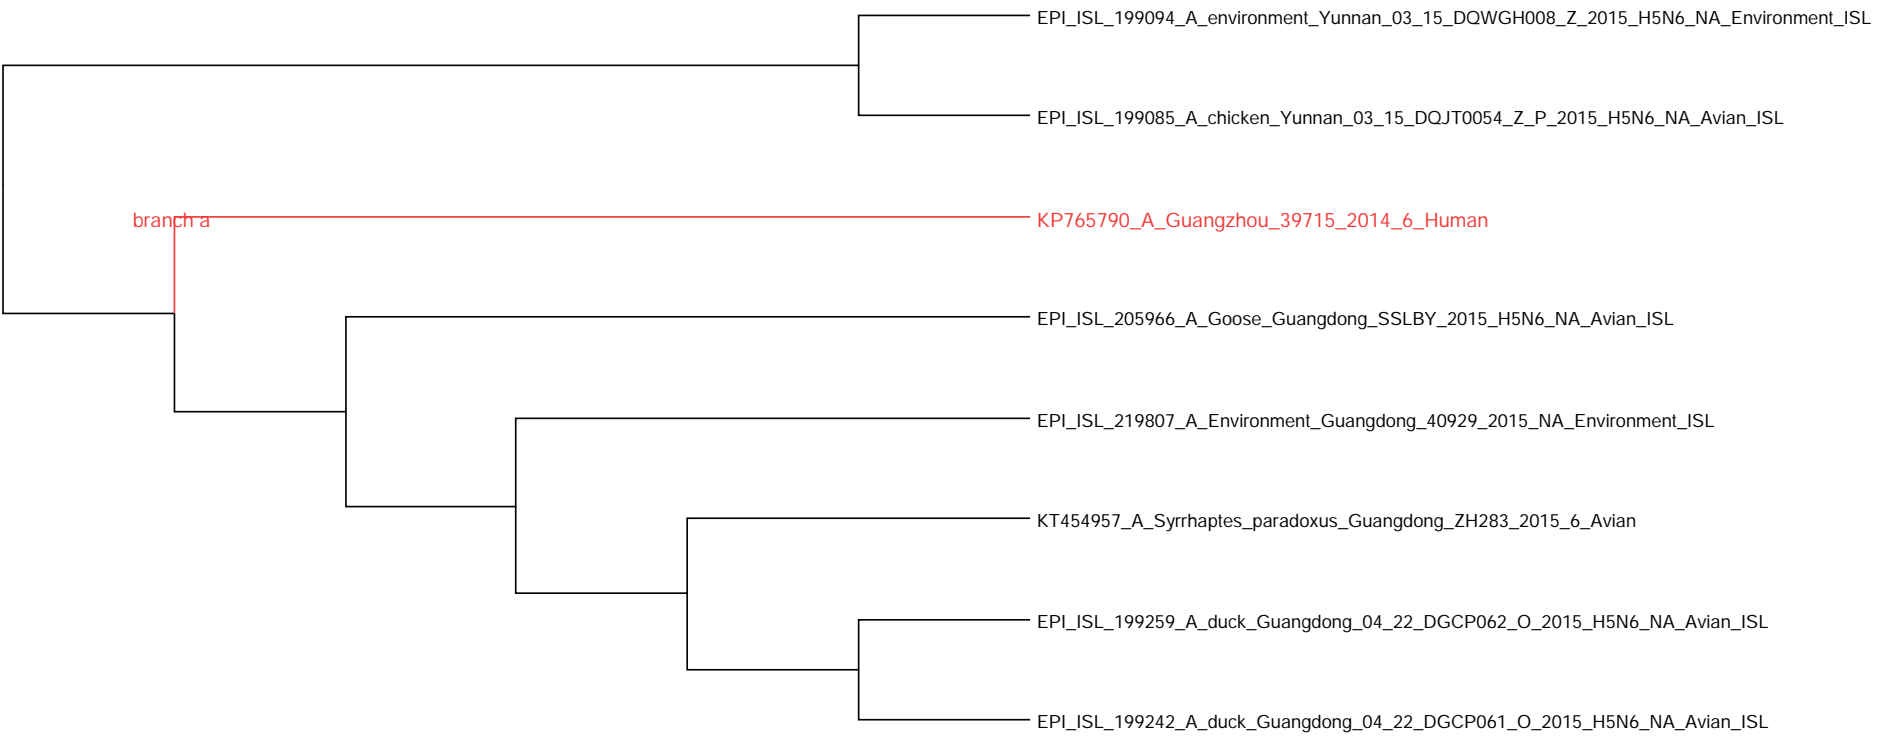 EPI_ISL_199094_A_environment_Yunnan_03_15_DQWGH008_Z_2015_H5N6_NA_Environment_ISL
EPI_ISL_199085_A_chicken_Yunnan_03_15_DQJT0054_Z_P_2015_H5N6_NA_Avian_ISL
branch a
KP765790_A_Guangzhou_39715_2014_6_Human
EPI_ISL_205966_A_Goose_Guangdong_SSLBY_2015_H5N6_NA_Avian_ISL
EPI_ISL_219807_A_Environment_Guangdong_40929_2015_NA_Environment_ISL
KT454957_A_Syrrhaptes_paradoxus_Guangdong_ZH283_2015_6_Avian
EPI_ISL_199259_A_duck_Guangdong_04_22_DGCP062_O_2015_H5N6_NA_Avian_ISL
EPI_ISL_199242_A_duck_Guangdong_04_22_DGCP061_O_2015_H5N6_NA_Avian_ISL